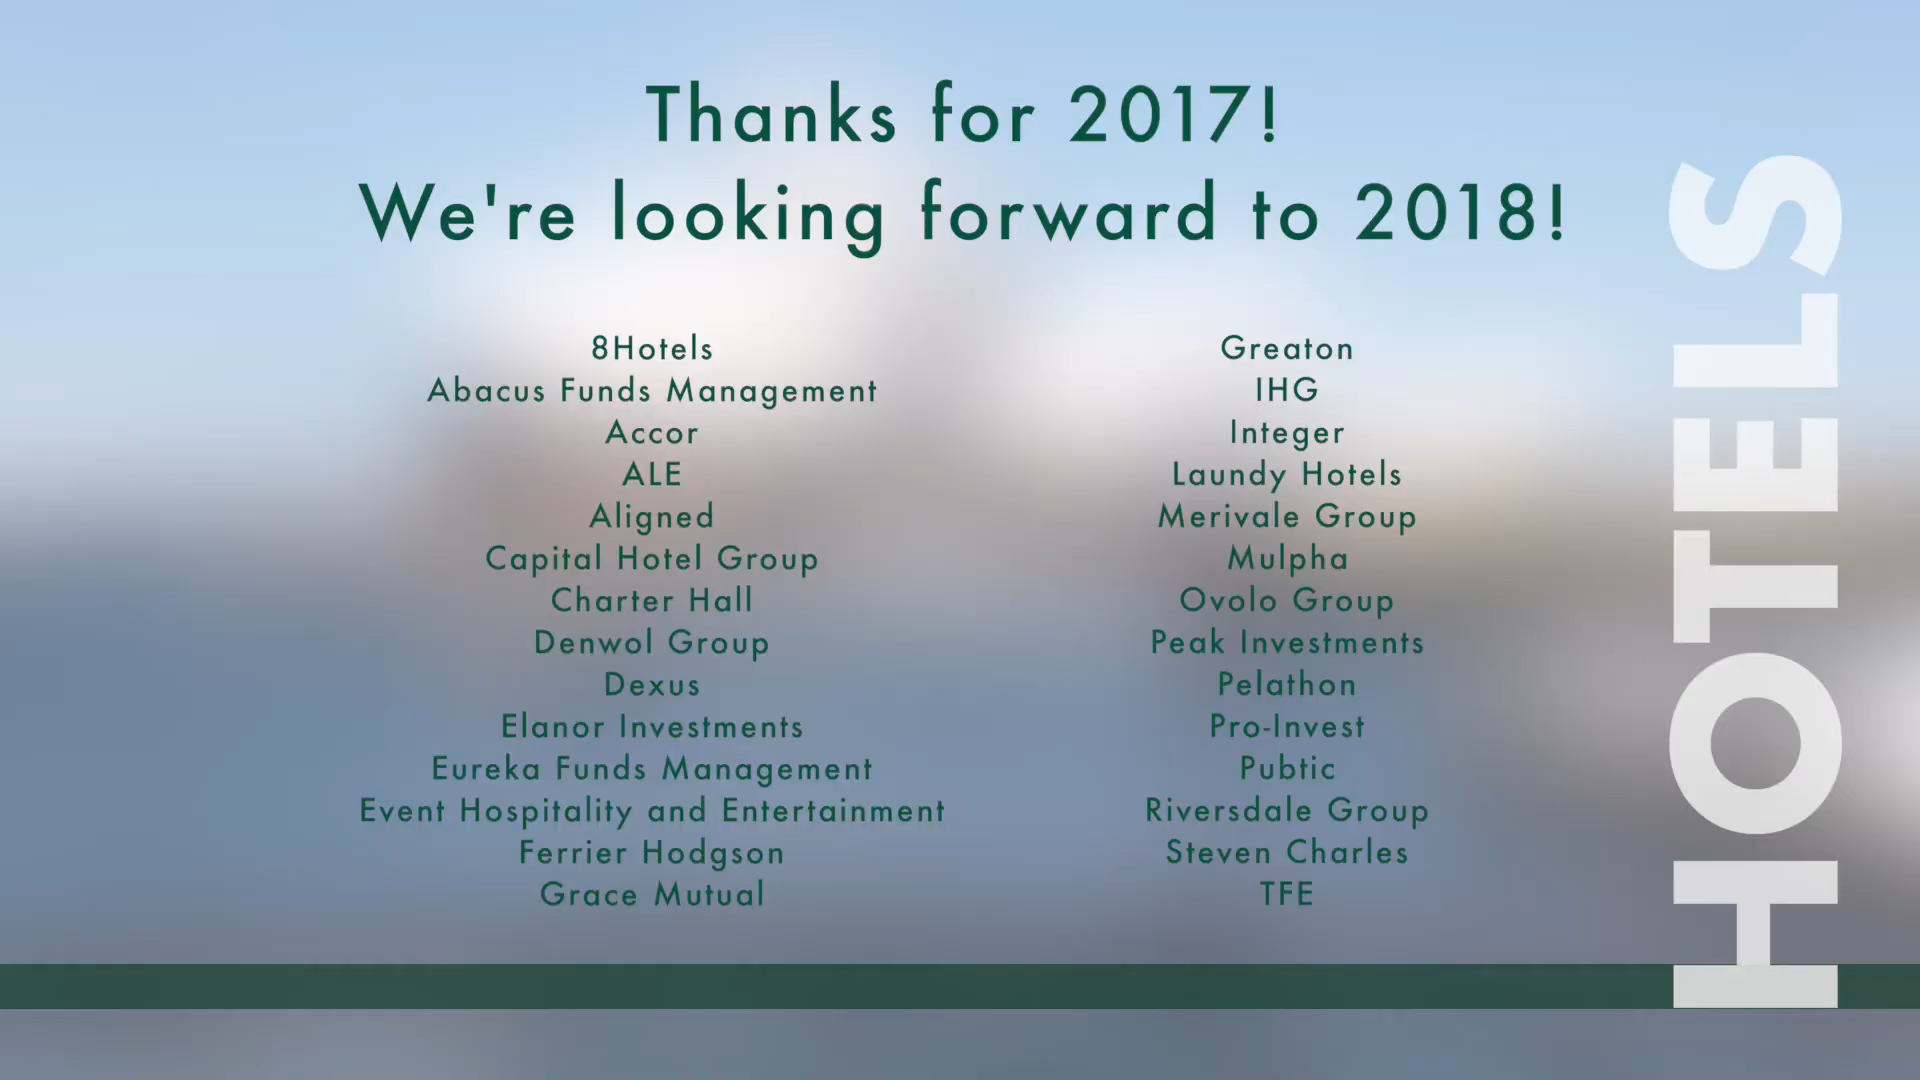 Thanks for 2017!
We're looking forward to 2018!
8Hotels
Abacus Funds Management
Accor
ALE
Aligned
Capital Hotel Group
Charter Hall
Denwol Group
Dexus
Elanor Investments
Eureka Funds Management
Event Hospitality and Entertainment
Ferrier Hodgson
Grace Mutual
Greaton
IHG
Integer
Laundy Hotels
Merivale Group
Mulpha
Ovolo Group
Peak Investments
Pelathon
Pro-Invest
Pubtic
Riversdale Group
Steven Charles
TFE
HOTELS